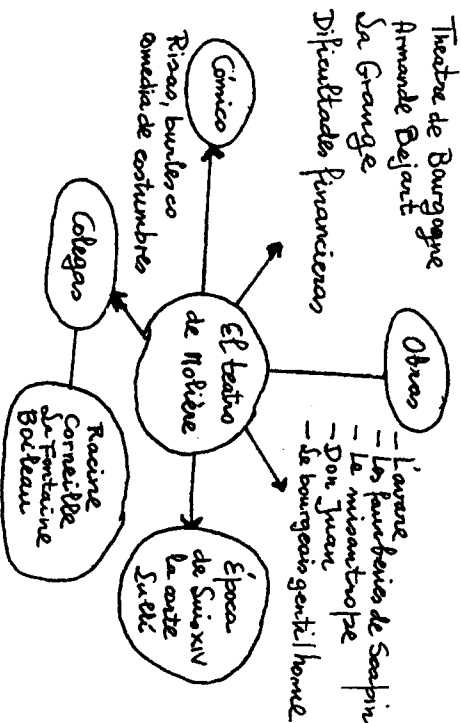 Theatre de Bourgogne
Armande Bejart
La Grange
Dificultades financieras
Obras
- L'avare
- Les fourberies de Scapin
- Le misantrope
- Don Juan
- Le bourgeois gentilhome
Cómico
Risas, burlesco
comedia de costumbres
El teatro
de Molière
Colegas
Racine
Corneille
La Fontaine
Boileau
Época
de Luis XIV
la corte
Lulli